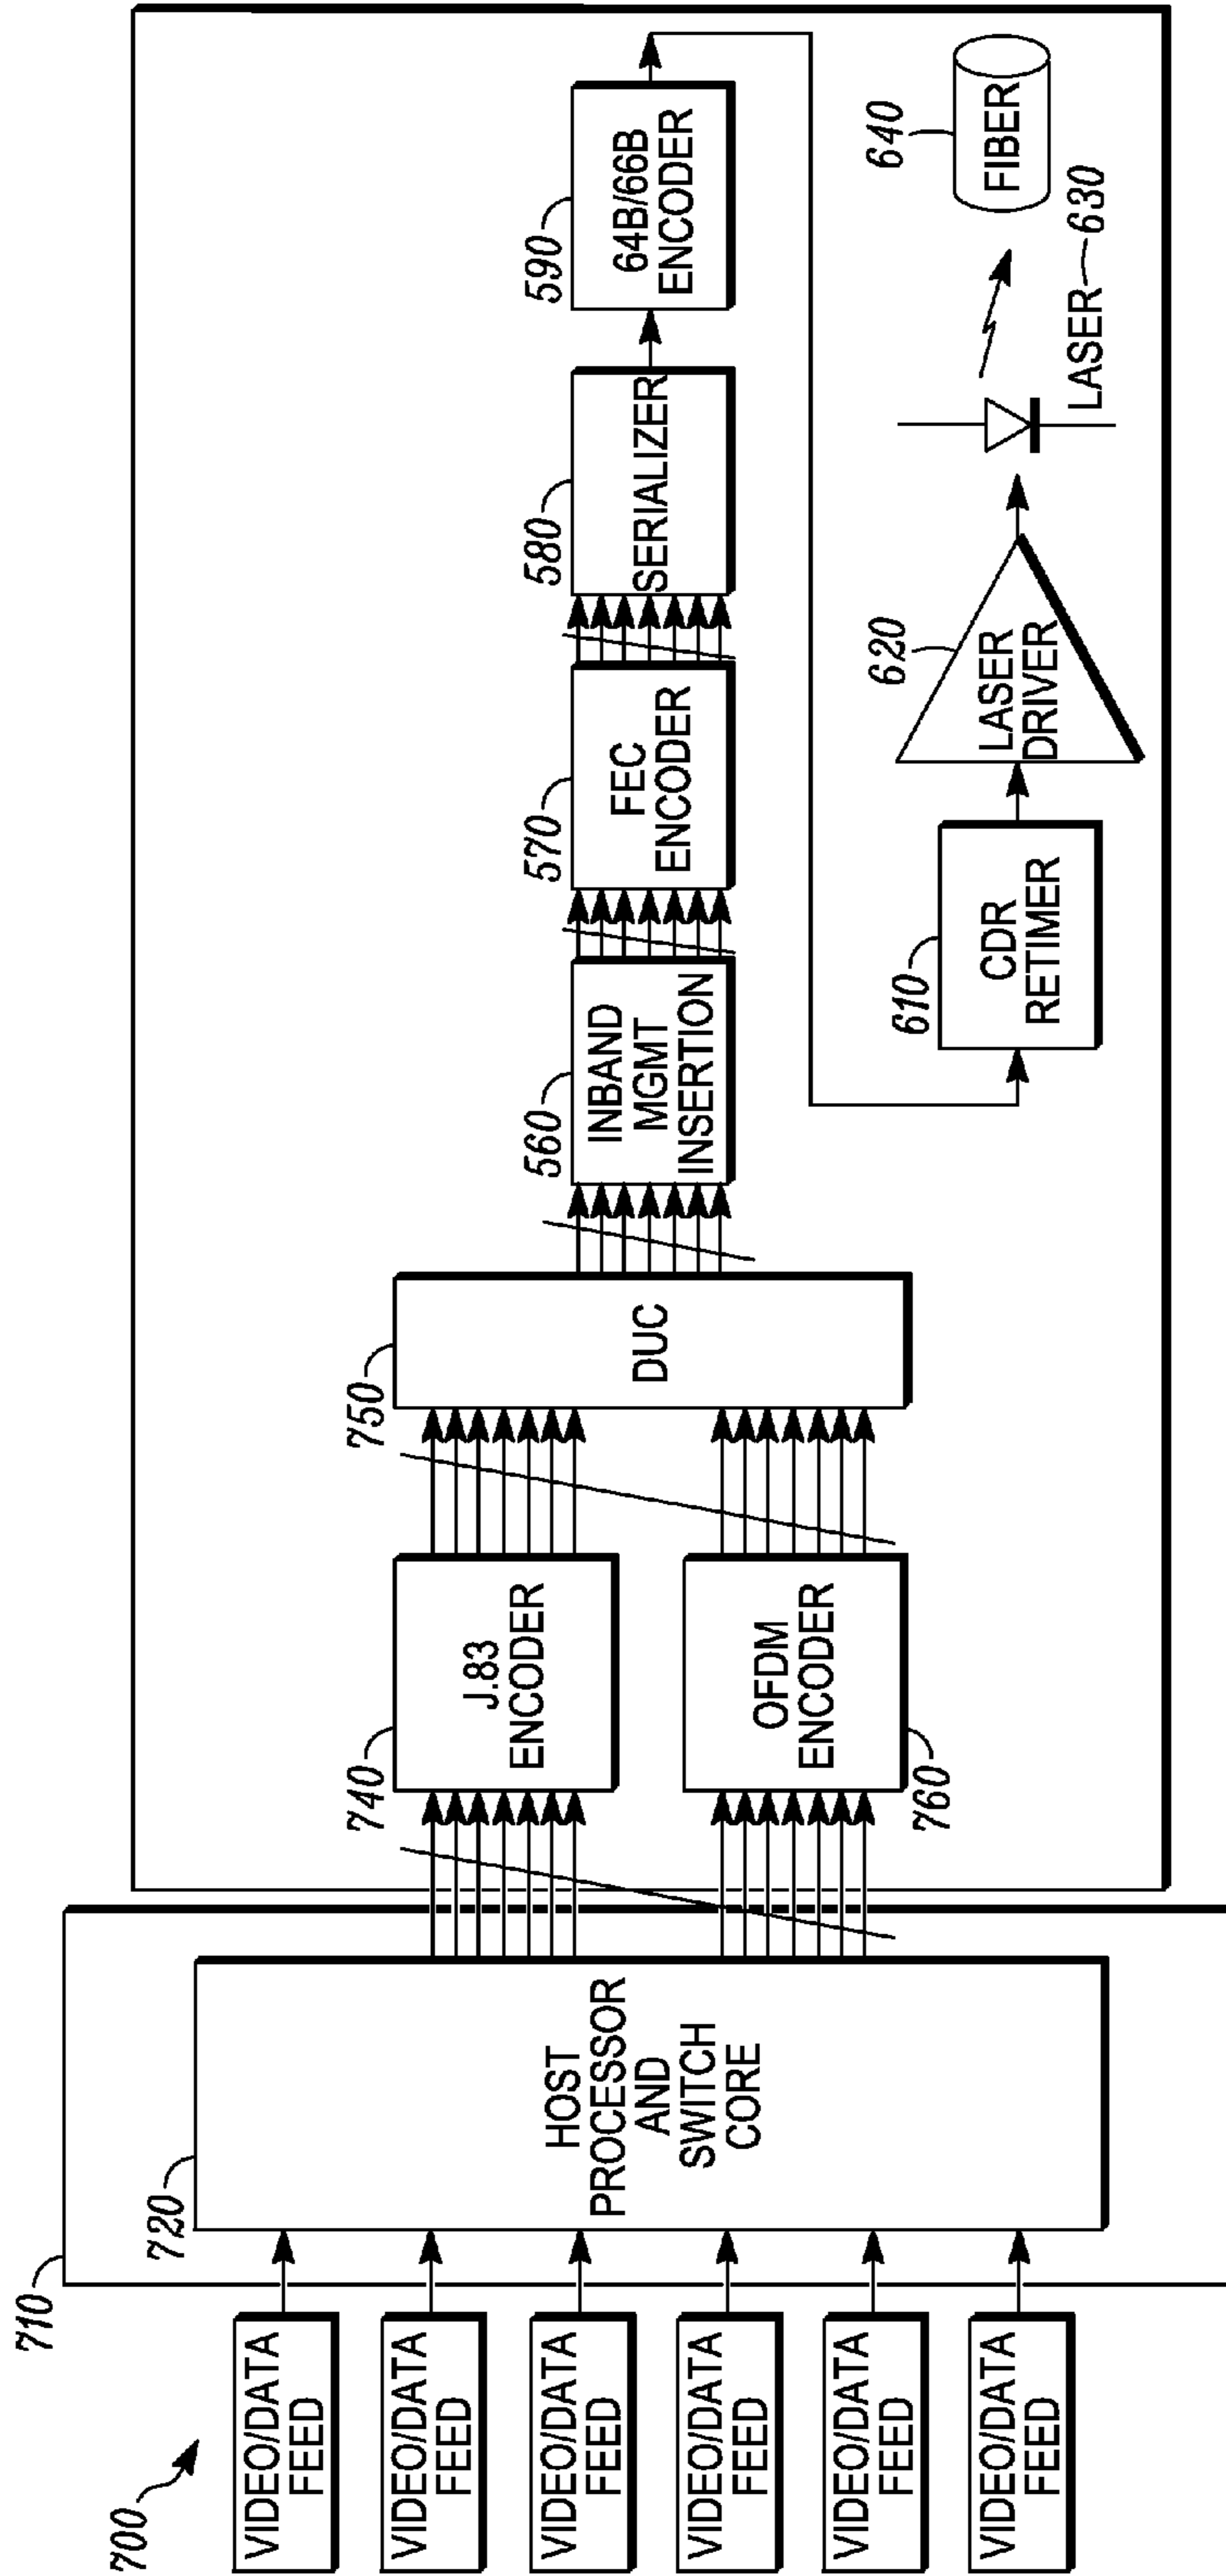 700
VIDEO/DATA
FEED
VIDEO/DATA
FEED
VIDEO/DATA
FEED
VIDEO/DATA
FEED
VIDEO/DATA
FEED
VIDEO/DATA
FEED
710
720
HOST
PROCESSOR
AND
SWITCH
CORE
740
J.83
ENCODER
OFDM
ENCODER
760
750
DUC
560
INBAND
MGMT
INSERTION
570
FEC
ENCODER
580
SERIALIZER
590
64B/66B
ENCODER
610
CDR
RETIMER
620
LASER
DRIVER
LASER 630
640
FIBER